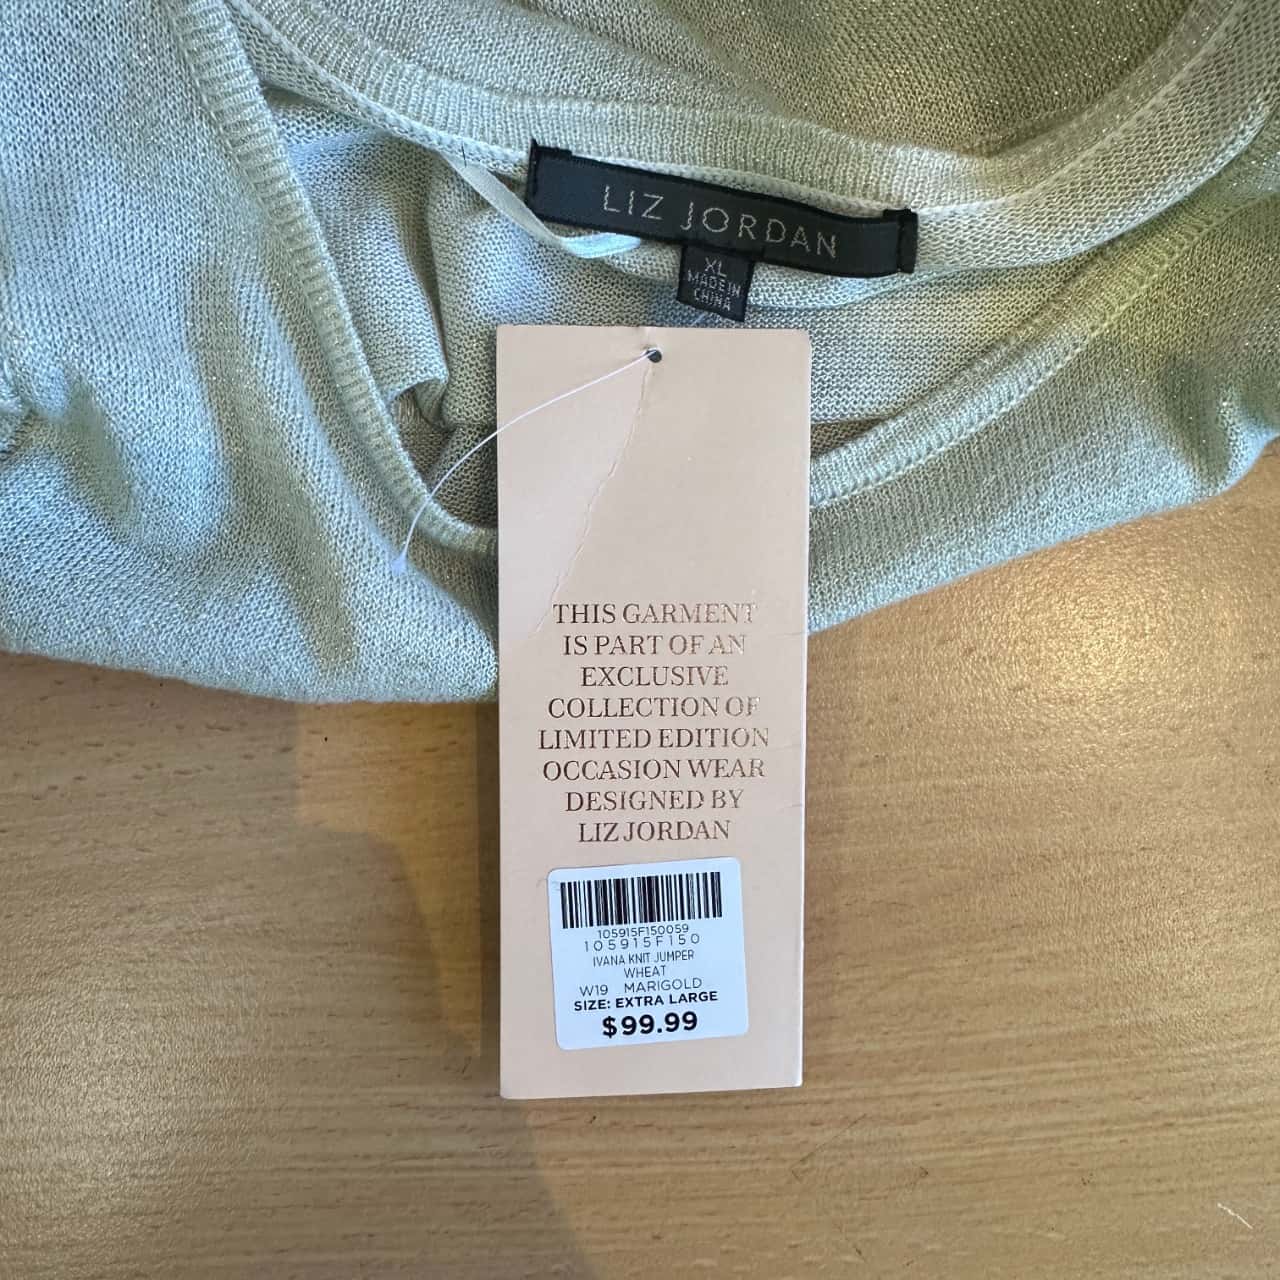 LIZ JORDAN
XL
MADE IN
CHINA
THIS GARMENT
IS PART OF AN
EXCLUSIVE
COLLECTION OF
LIMITED EDITION
OCCASION WEAR
DESIGNED BY
LIZ JORDAN
105915F150059
105915F150
IVANA KNIT JUMPER
WHEAT
W19 MARIGOLD
SIZE: EXTRA LARGE
$99.99